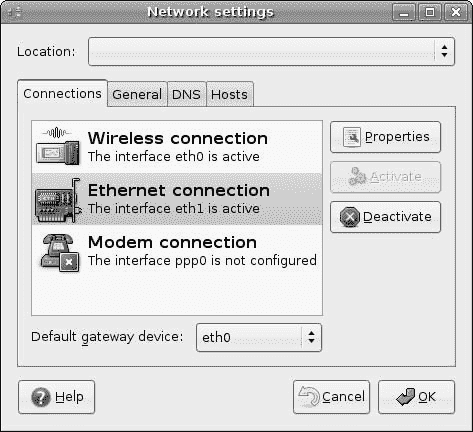 Network settings
Location:
Connections General DNS Hosts
Wireless connection
The interface eth0 is active
Ethernet connection
The interface eth1 is active
Modem connection
The interface ppp0 is not configured
Properties
Activate
Deactivate
Default gateway device: eth0
Help Cancel OK